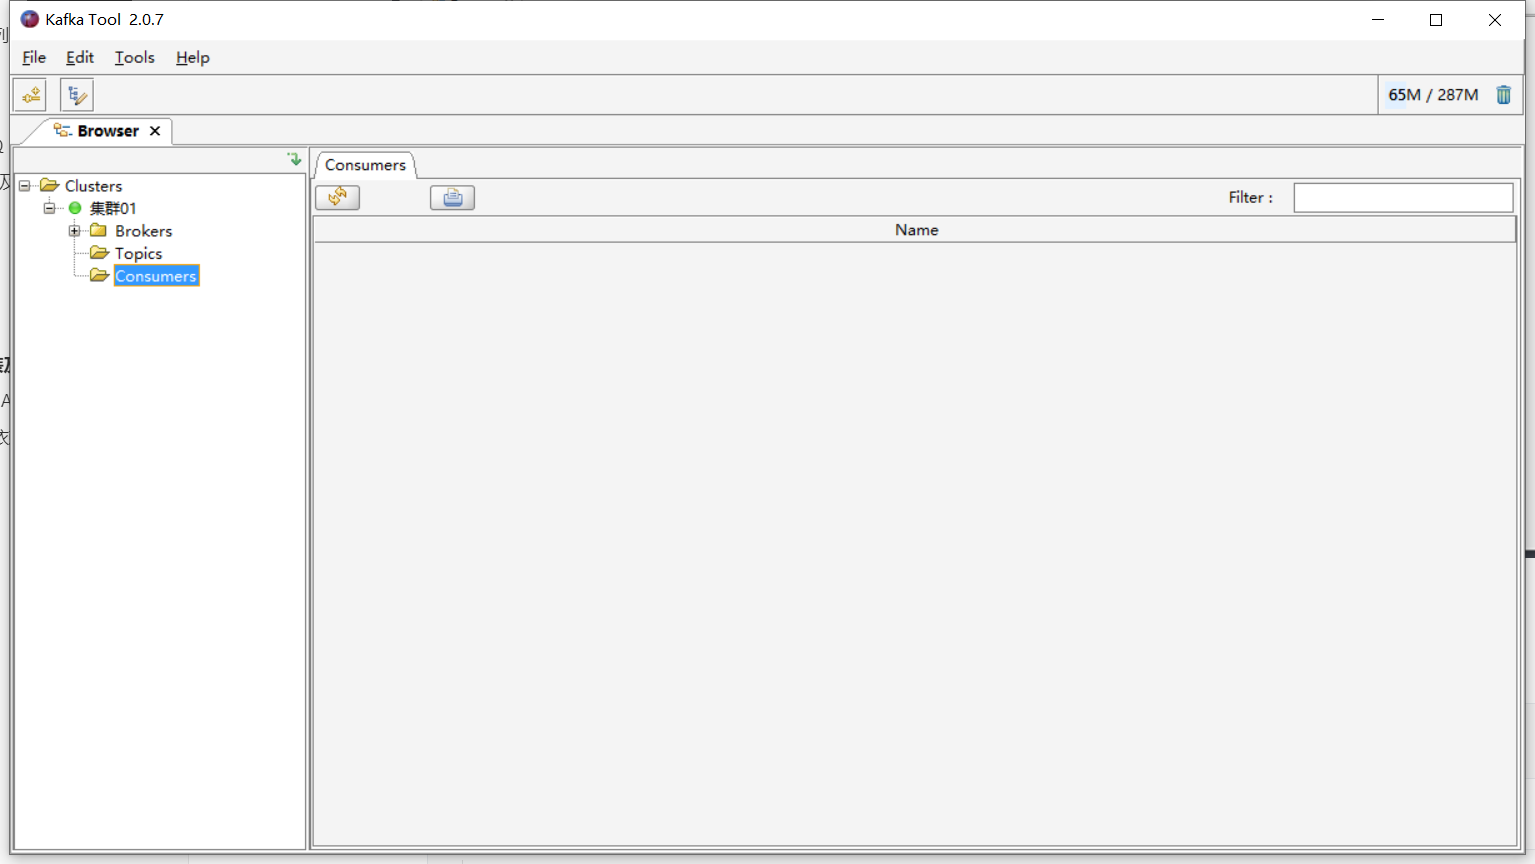 Kafka Tool 2.0.7
File Edit Tools Help
65M / 287M
Browser
Consumers
Clusters
集群01
Brokers
Topics
Consumers
Filter :
Name